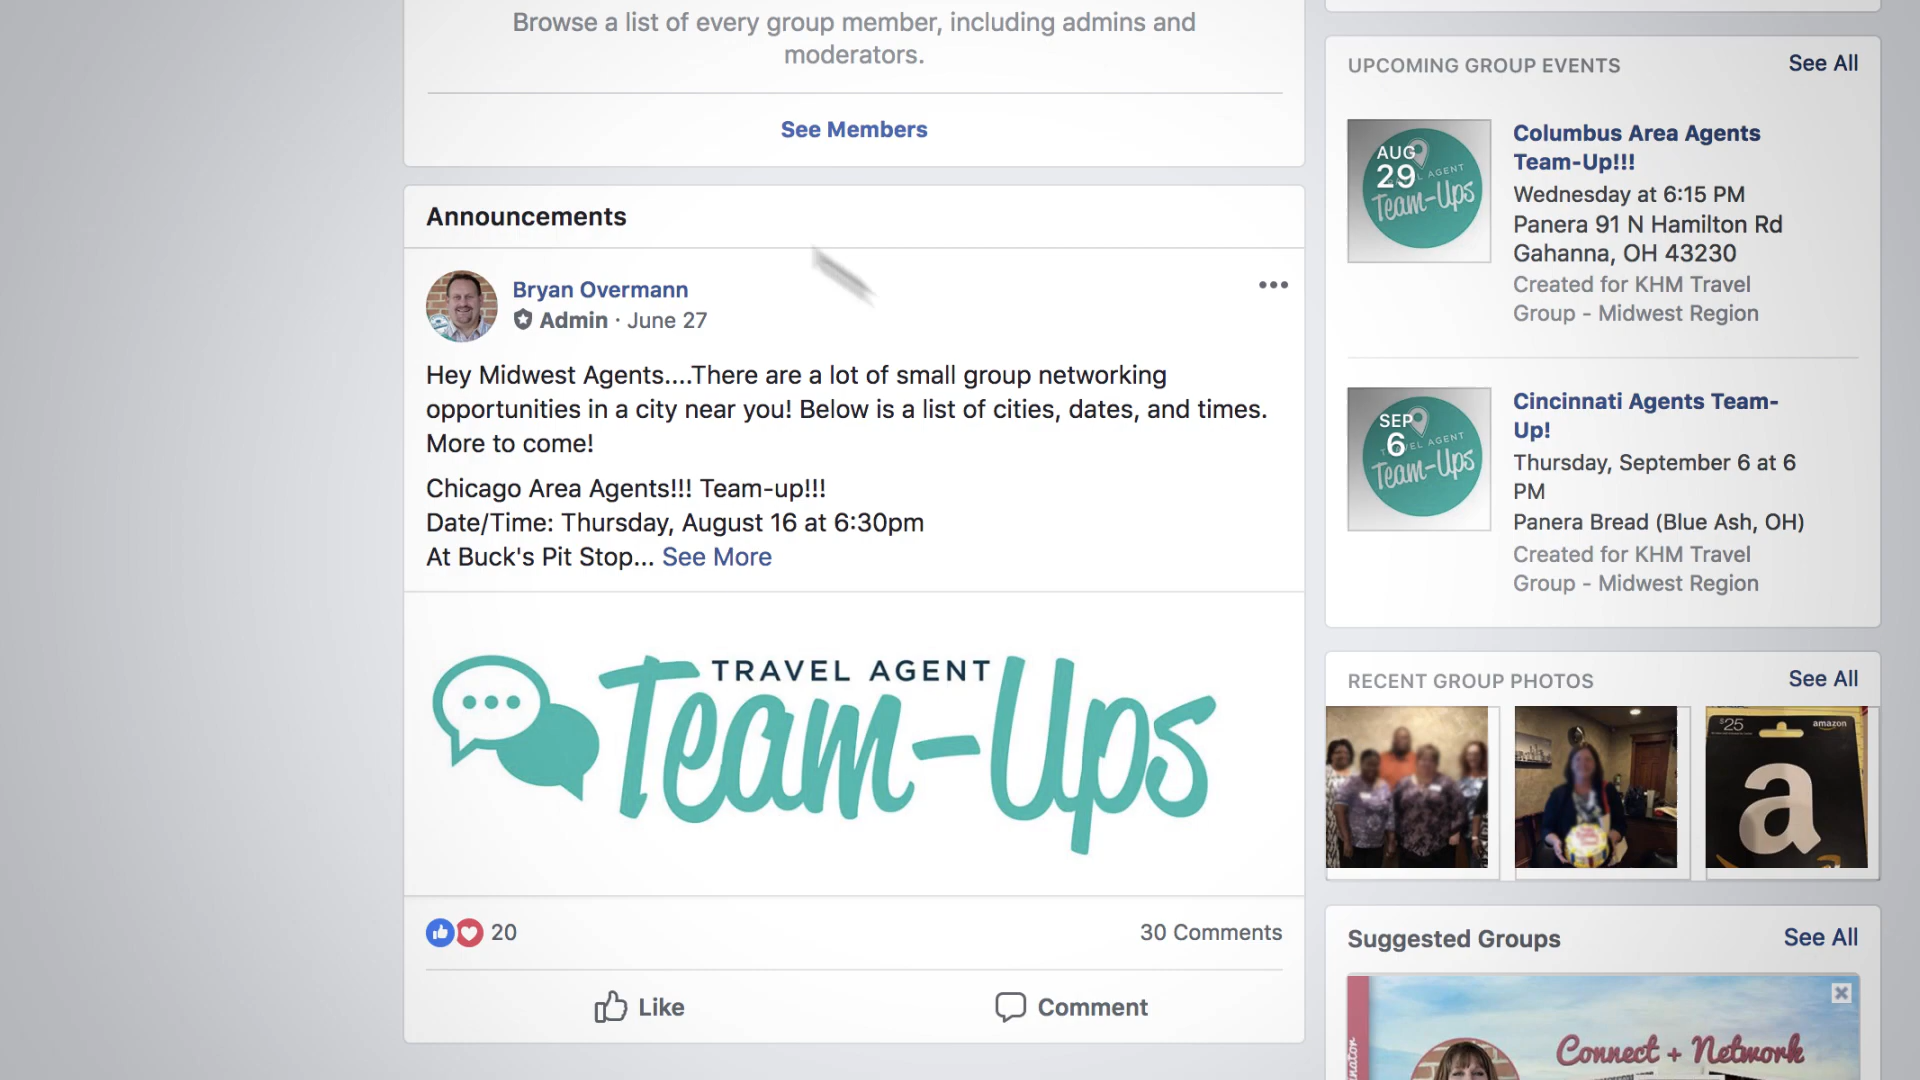 Browse a list of every group member, including admins and
moderators.
See Members
Announcements
Bryan Overmann
Admin · June 27
Hey Midwest Agents....There are a lot of small group networking
opportunities in a city near you! Below is a list of cities, dates, and times.
More to come!
Chicago Area Agents!!! Team-up!!!
Date/Time: Thursday, August 16 at 6:30pm
At Buck's Pit Stop... See More
TRAVEL AGENT
Team-Ups
20
30 Comments
Like
Comment
UPCOMING GROUP EVENTS
See All
AUG
29
AGENT
Team-Ups
Columbus Area Agents
Team-Up!!!
Wednesday at 6:15 PM
Panera 91 N Hamilton Rd
Gahanna, OH 43230
Created for KHM Travel
Group - Midwest Region
SEP
6
TRAVEL AGENT
Team-Ups
Cincinnati Agents Team-
Up!
Thursday, September 6 at 6
PM
Panera Bread (Blue Ash, OH)
Created for KHM Travel
Group - Midwest Region
RECENT GROUP PHOTOS
See All
$25
amazon
a
Suggested Groups
See All
Connect + Network